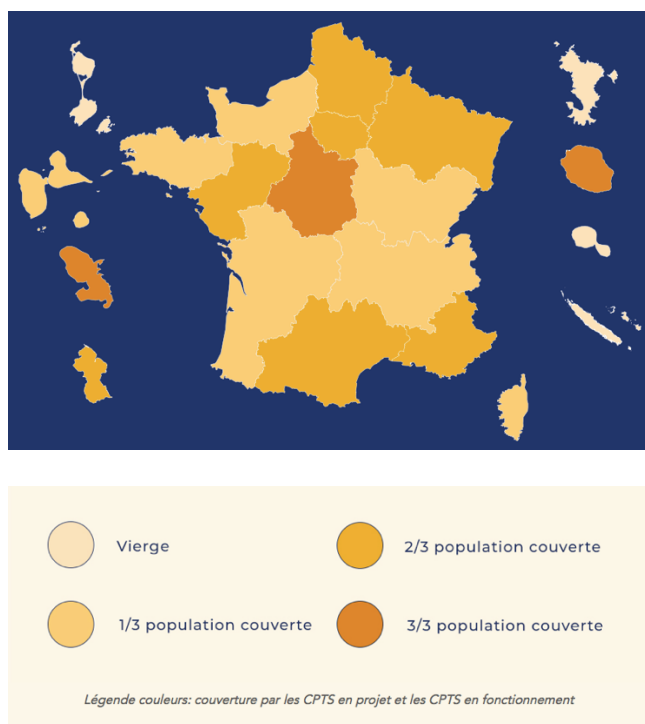 Vierge
2/3 population couverte
1/3 population couverte
3/3 population couverte
Légende couleurs: couverture par les CPTS en projet et les CPTS en fonctionnement